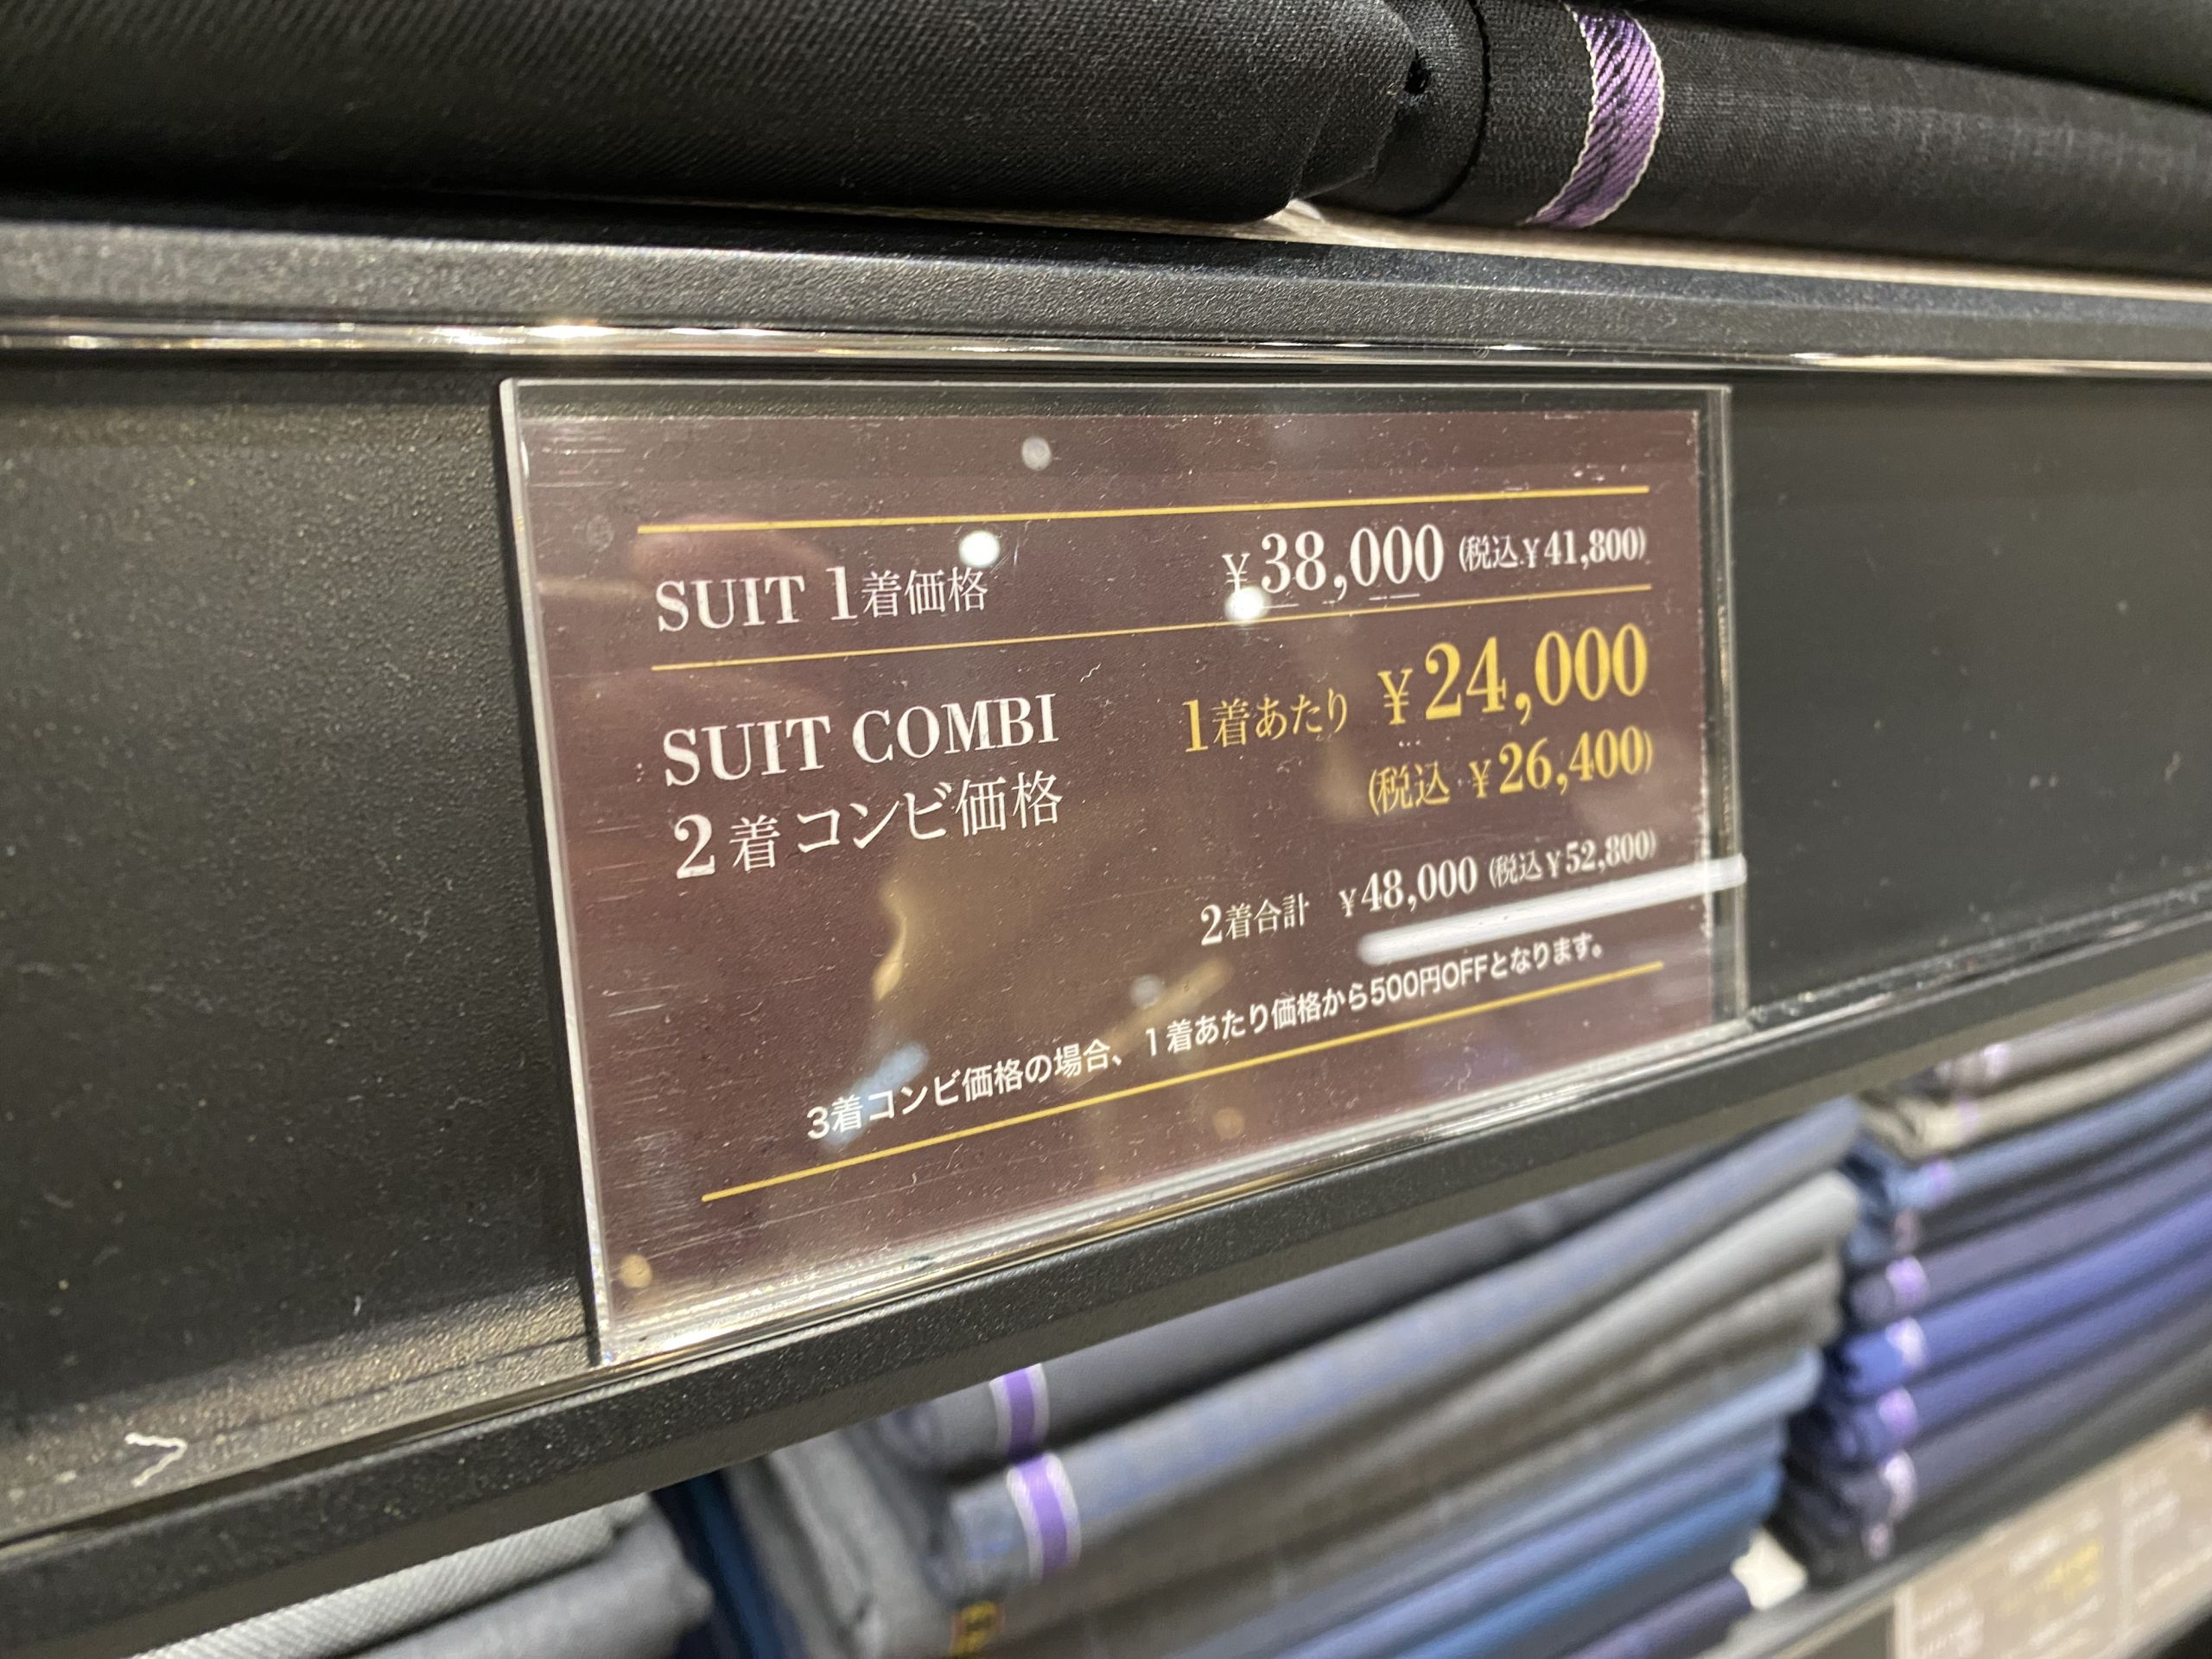 SUIT 1着価格 ¥38,000 (税込¥41,800)
SUIT COMBI
2着コンビ価格
1着あたり ¥24,000
(税込 ¥26,400)
2着合計 ¥48,000 (税込¥52,800)
3着コンビ価格の場合、1着あたり価格から500円OFFとなります。